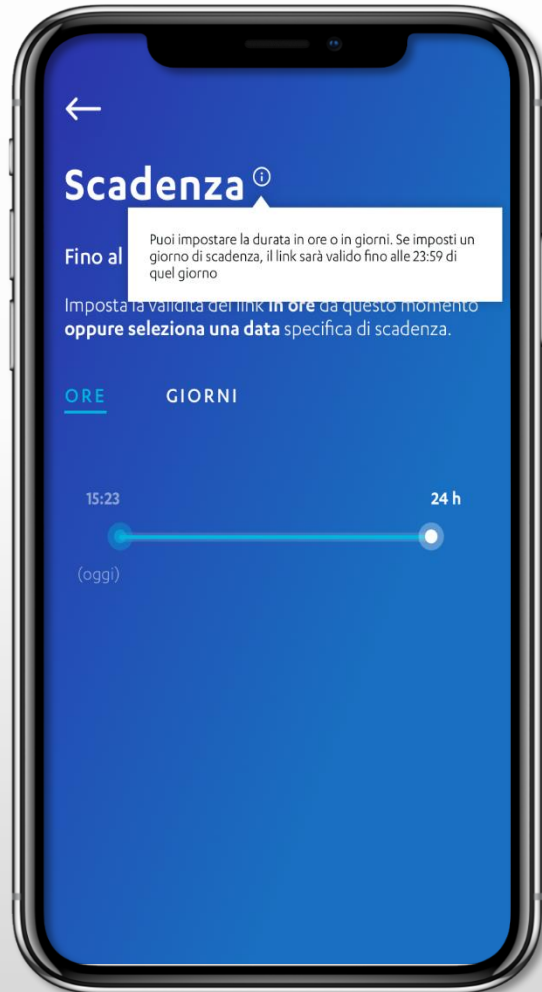 Scadenza
Puoi impostare la durata in ore o in giorni. Se imposti un
giorno di scadenza, il link sarà valido fino alle 23:59 di
quel giorno
Fino al
Imposta la validità del link in ore da questo momento
oppure seleziona una data specifica di scadenza.
ORE GIORNI
15:23 24 h
(oggi)